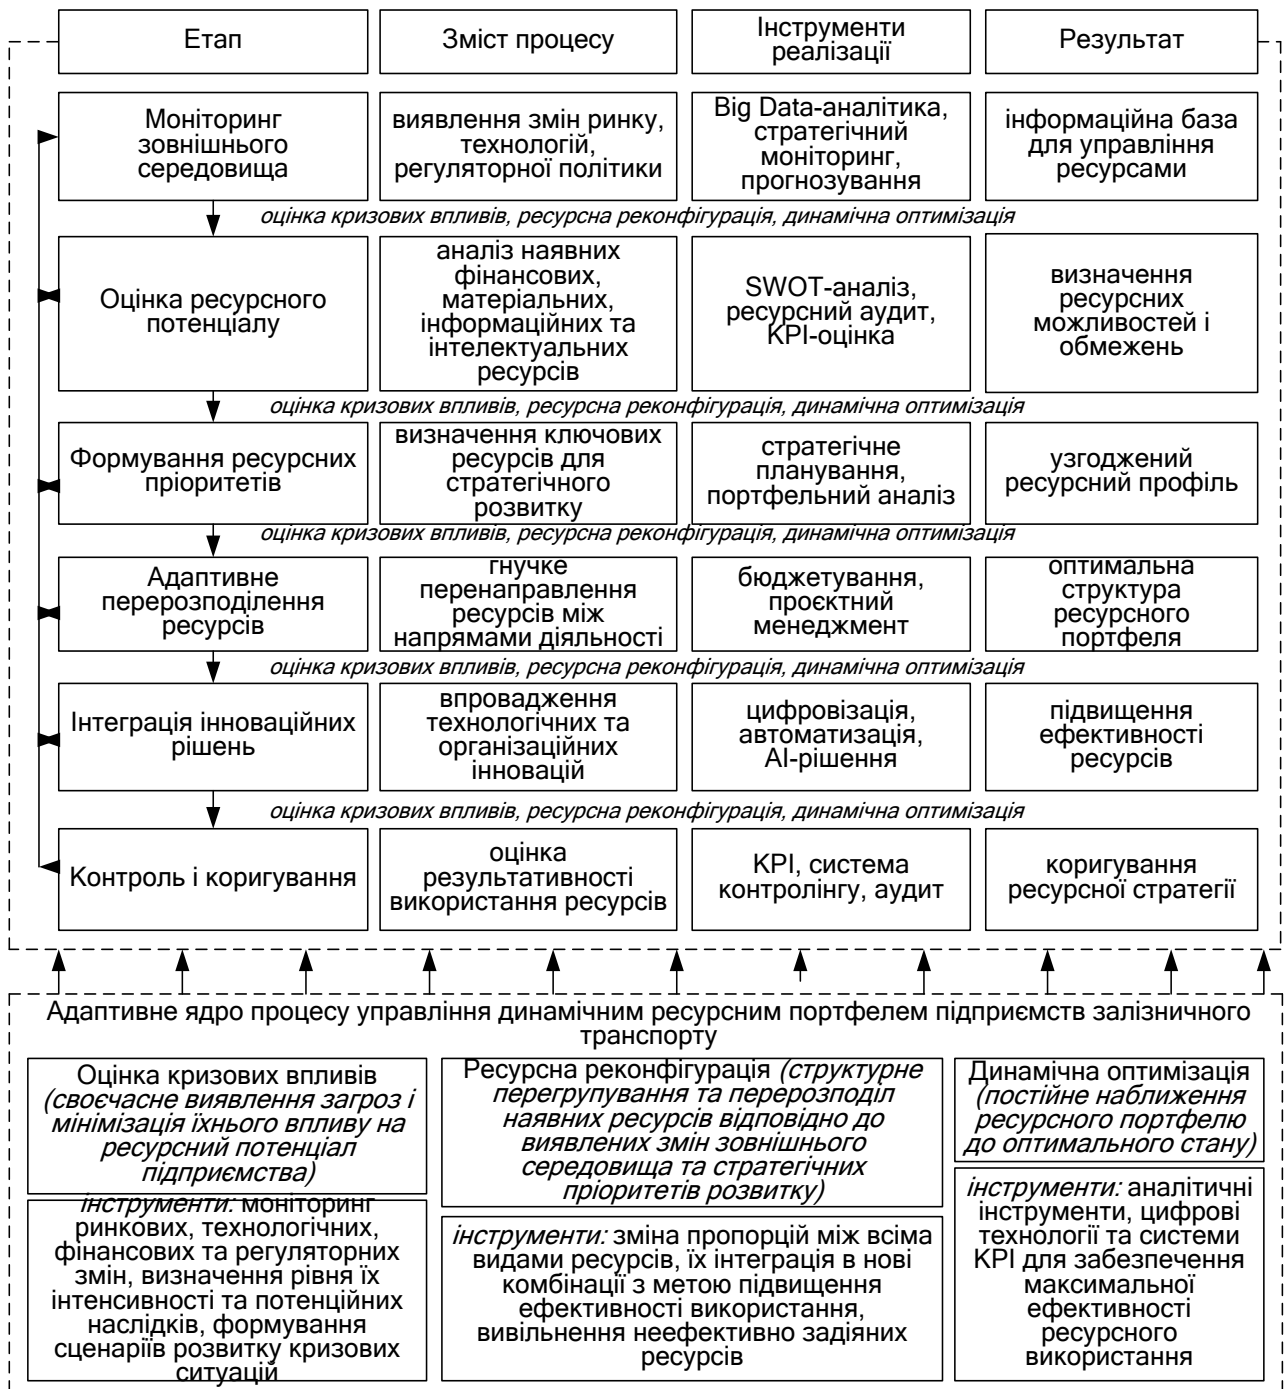 Етап
Зміст процесу
Інструменти
реалізації
Результат
Моніторинг
зовнішнього
середовища
виявлення змін ринку,
технологій,
регуляторної політики
Big Data-аналітика,
стратегічний
моніторинг,
прогнозування
інформаційна база
для управління
ресурсами
оцінка кризових впливів, ресурсна реконфігурація, динамічна оптимізація
Оцінка ресурсного
потенціалу
аналіз наявних
фінансових,
матеріальних,
інформаційних та
інтелектуальних
ресурсів
SWOT-аналіз,
ресурсний аудит,
KPI-оцінка
визначення
ресурсних
можливостей і
обмежень
оцінка кризових впливів, ресурсна реконфігурація, динамічна оптимізація
Формування ресурсних
пріоритетів
визначення ключових
ресурсів для
стратегічного
розвитку
стратегічне
планування,
портфельний аналіз
узгоджений
ресурсний профіль
оцінка кризових впливів, ресурсна реконфігурація, динамічна оптимізація
Адаптивне
перерозподілення
ресурсів
гнучке
перенаправлення
ресурсів між
напрямами діяльності
бюджетування,
проєктний
менеджмент
оптимальна
структура
ресурсного
портфеля
оцінка кризових впливів, ресурсна реконфігурація, динамічна оптимізація
Інтеграція інноваційних
рішень
впровадження
технологічних та
організаційних
інновацій
цифровізація,
автоматизація,
AI-рішення
підвищення
ефективності
ресурсів
оцінка кризових впливів, ресурсна реконфігурація, динамічна оптимізація
Контроль і коригування
оцінка
результативності
використання ресурсів
KPI, система
контролінгу, аудит
коригування
ресурсної стратегії
Адаптивне ядро процесу управління динамічним ресурсним портфелем підприємств залізничного
транспорту
Оцінка кризових впливів
(своєчасне виявлення загроз і
мінімізація їхнього впливу на
ресурсний потенціал
підприємства)
інструменти: моніторинг
ринкових, технологічних,
фінансових та регуляторних
змін, визначення рівня їх
інтенсивності та потенційних
наслідків, формування
сценаріїв розвитку кризових
ситуацій
Ресурсна реконфігурація (структурне
перегрупування та перерозподіл
наявних ресурсів відповідно до
виявлених змін зовнішнього
середовища та стратегічних
пріоритетів розвитку)
інструменти: зміна пропорцій між всіма
видами ресурсів, їх інтеграція в нові
комбінації з метою підвищення
ефективності використання,
вивільнення неефективно задіяних
ресурсів
Динамічна оптимізація
(постійне наближення
ресурсного портфелю
до оптимального стану)
інструменти: аналітичні
інструменти, цифрові
технології та системи
KPI для забезпечення
максимальної
ефективності
ресурсного
використання